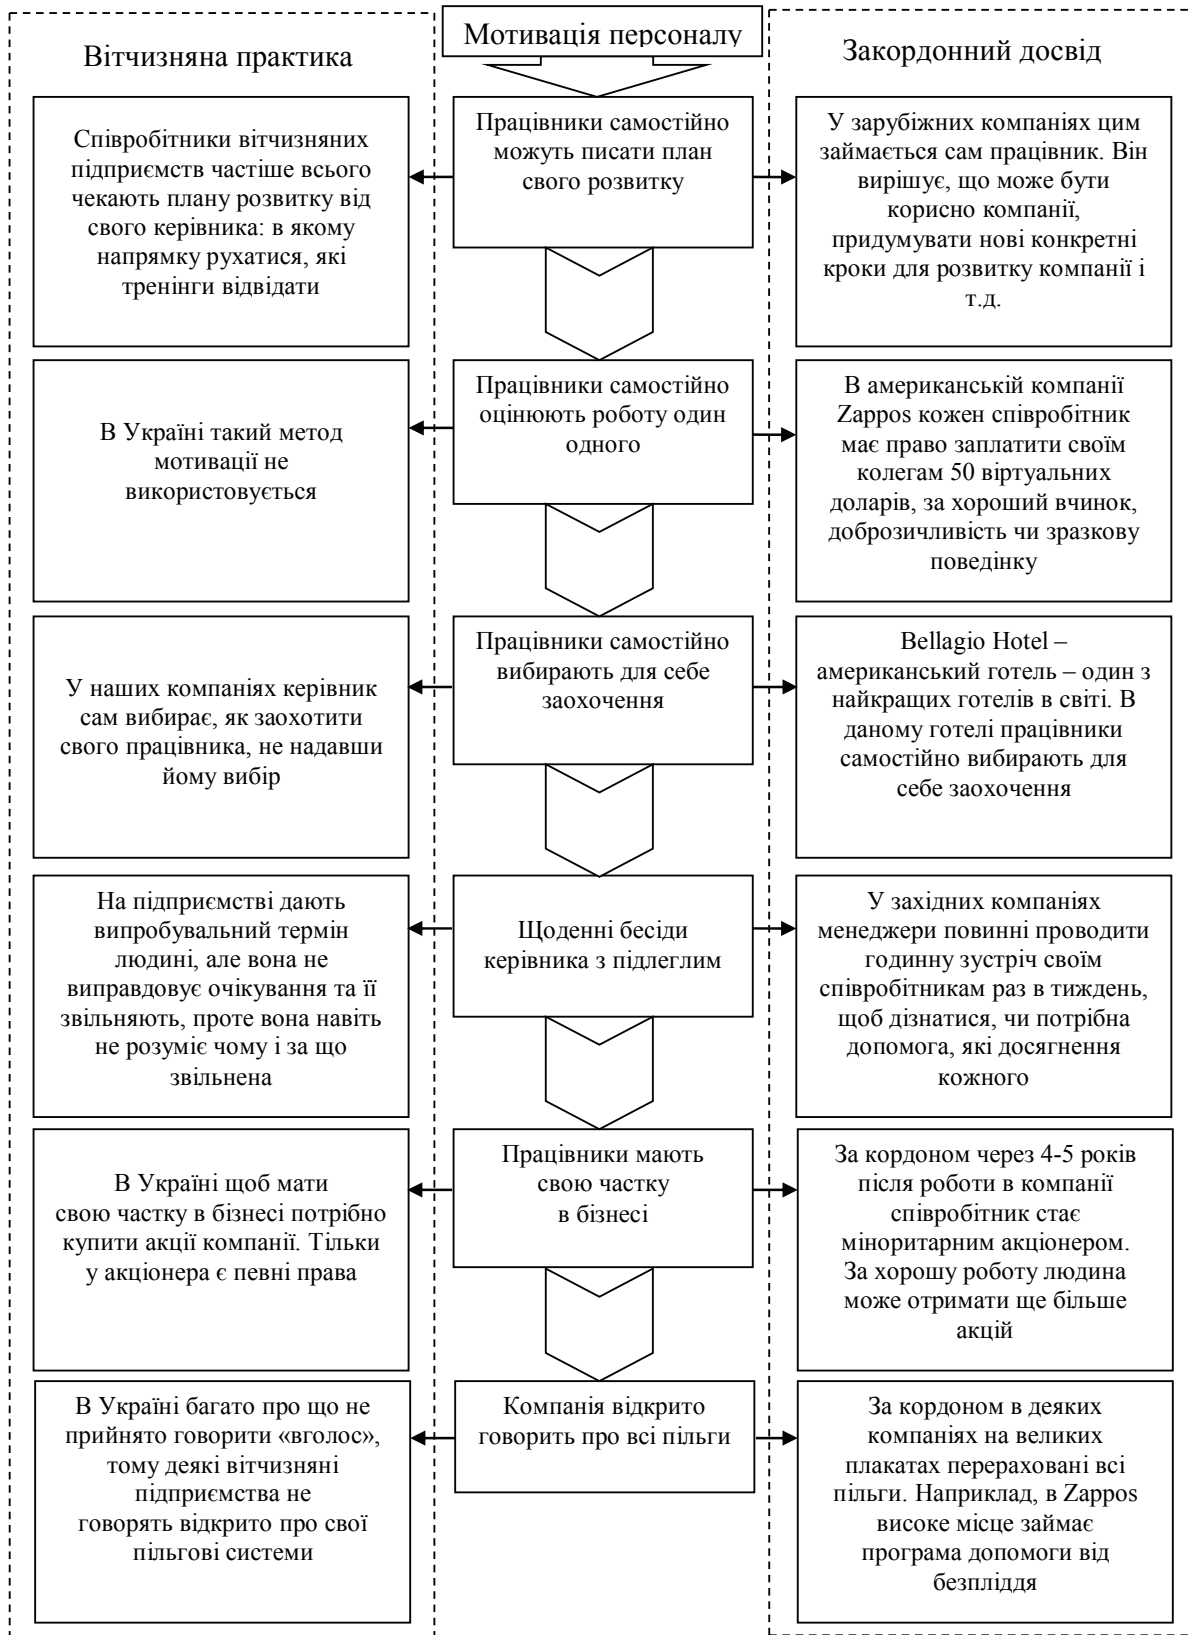 Мотивація персоналу
Вітчизняна практика
Закордонний досвід
Співробітники вітчизняних
підприємств частіше всього
чекають плану розвитку від
свого керівника: в якому
напрямку рухатися, які
тренінги відвідати
Працівники самостійно
можуть писати план
свого розвитку
У зарубіжних компаніях цим
займається сам працівник. Він
вирішує, що може бути
корисно компанії,
придумувати нові конкретні
кроки для розвитку компанії і
т.д.
В Україні такий метод
мотивації не
використовується
Працівники самостійно
оцінюють роботу один
одного
В американській компанії
Zappos кожен співробітник
має право заплатити своїм
колегам 50 віртуальних
доларів, за хороший вчинок,
доброзичливість чи зразкову
поведінку
У наших компаніях керівник
сам вибирає, як заохотити
свого працівника, не надавши
йому вибір
Працівники самостійно
вибирають для себе
заохочення
Bellagio Hotel –
американський готель – один з
найкращих готелів в світі. В
даному готелі працівники
самостійно вибирають для
себе заохочення
На підприємстві дають
випробувальний термін
людині, але вона не
виправдовує очікування та її
звільняють, проте вона навіть
не розуміє чому і за що
звільнена
Щоденні бесіди
керівника з підлеглим
У західних компаніях
менеджери повинні проводити
годинну зустріч своїм
співробітникам раз в тиждень,
щоб дізнатися, чи потрібна
допомога, які досягнення
кожного
В Україні щоб мати
свою частку в бізнесі потрібно
купити акції компанії. Тільки
у акціонера є певні права
Працівники мають
свою частку
в бізнесі
За кордоном через 4-5 років
після роботи в компанії
співробітник стає
міноритарним акціонером.
За хорошу роботу людина
може отримати ще більше
акцій
В Україні багато про що не
прийнято говорити «вголос»,
тому деякі вітчизняні
підприємства не
говорять відкрито про свої
пільгові системи
Компанія відкрито
говорить про всі пільги
За кордоном в деяких
компаніях на великих
плакатах перераховані всі
пільги. Наприклад, в Zappos
високе місце займає
програма допомоги від
безпліддя